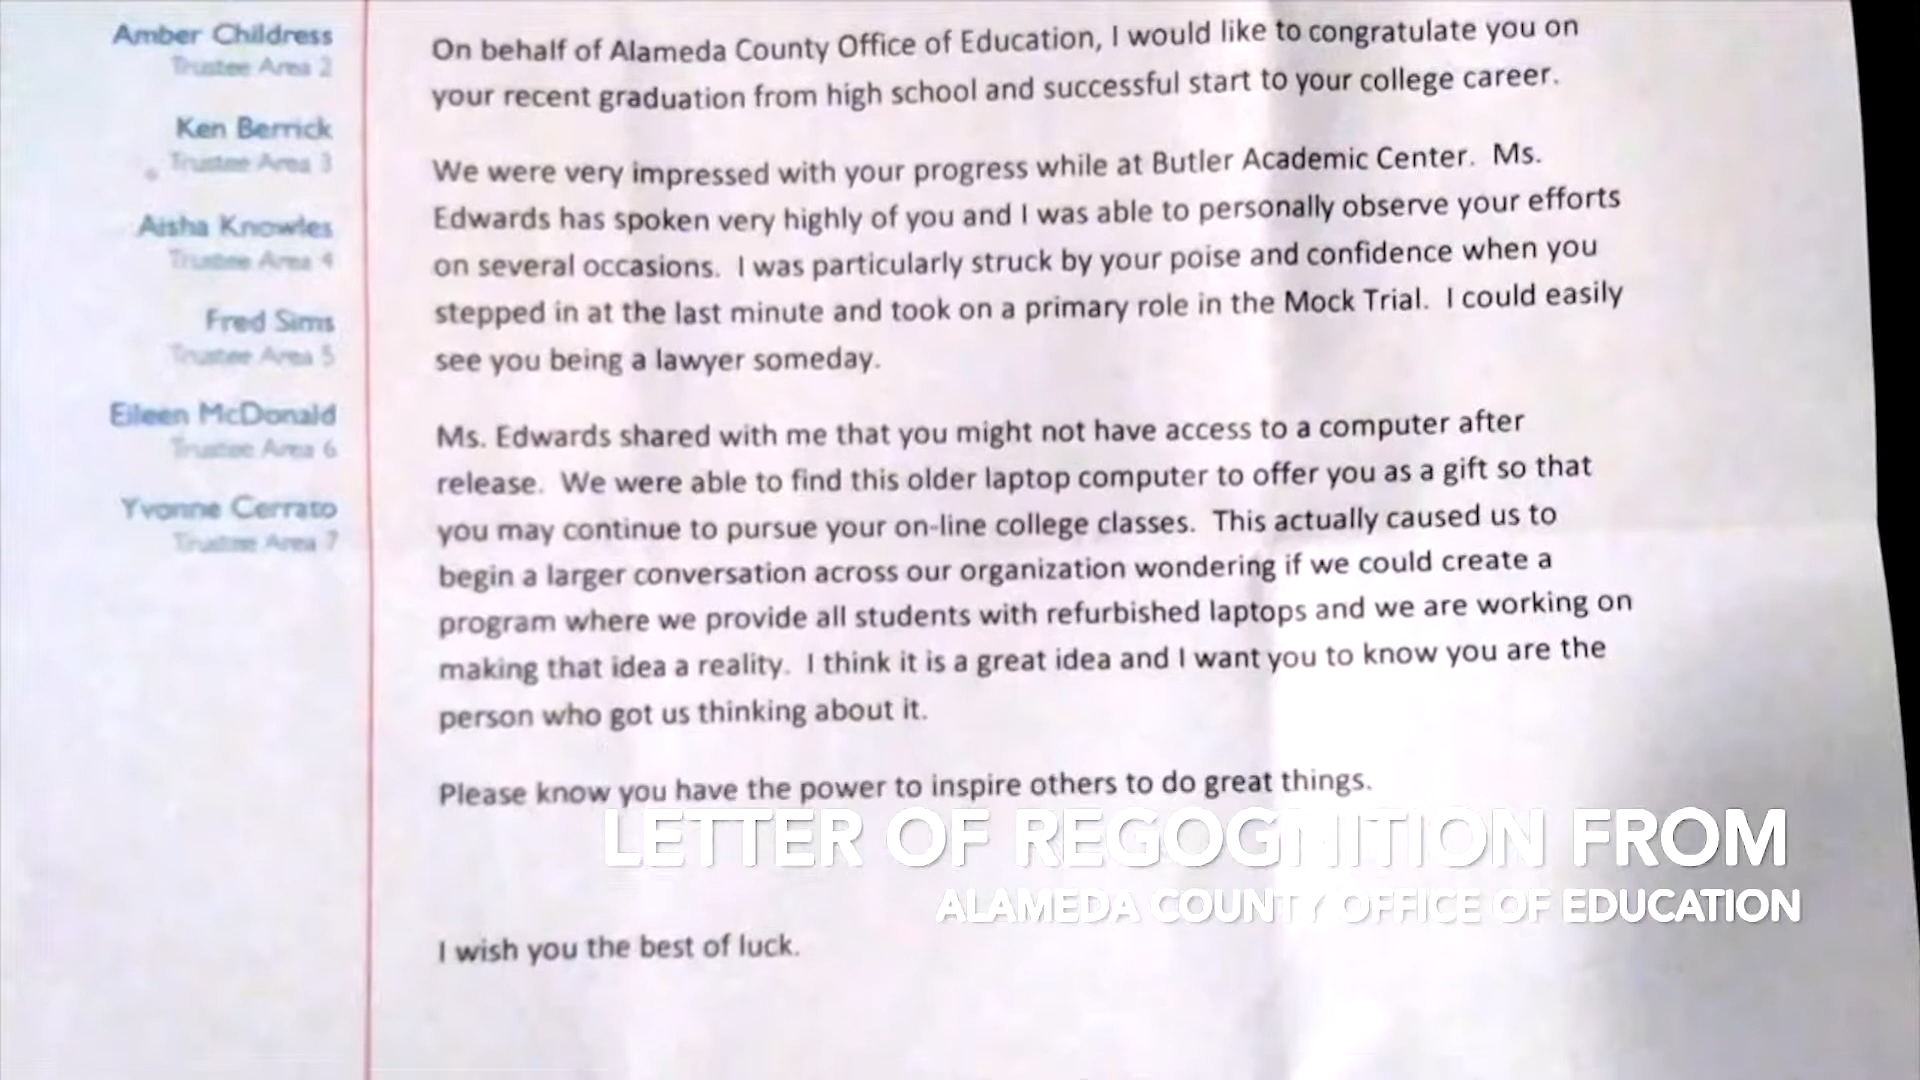 Amber Childress
Trustee Area 2
Ken Berrick
Trustee Area 3
Aisha Knowles
Trustee Area 4
Fred Sims
Trustee Area 5
Eileen McDonald
Trustee Area 6
Yvonne Cerrato
Trustee Area 7
On behalf of Alameda County Office of Education, I would like to congratulate you on
your recent graduation from high school and successful start to your college career.
We were very impressed with your progress while at Butler Academic Center. Ms.
Edwards has spoken very highly of you and I was able to personally observe your efforts
on several occasions. I was particularly struck by your poise and confidence when you
stepped in at the last minute and took on a primary role in the Mock Trial. I could easily
see you being a lawyer someday.
Ms. Edwards shared with me that you might not have access to a computer after
release. We were able to find this older laptop computer to offer you as a gift so that
you may continue to pursue your on-line college classes. This actually caused us to
begin a larger conversation across our organization wondering if we could create a
program where we provide all students with refurbished laptops and we are working on
making that idea a reality. I think it is a great idea and I want you to know you are the
person who got us thinking about it.
Please know you have the power to inspire others to do great things.
LETTER OF REGOGNITION FROM
ALAMEDA COUNTY OFFICE OF EDUCATION
I wish you the best of luck.